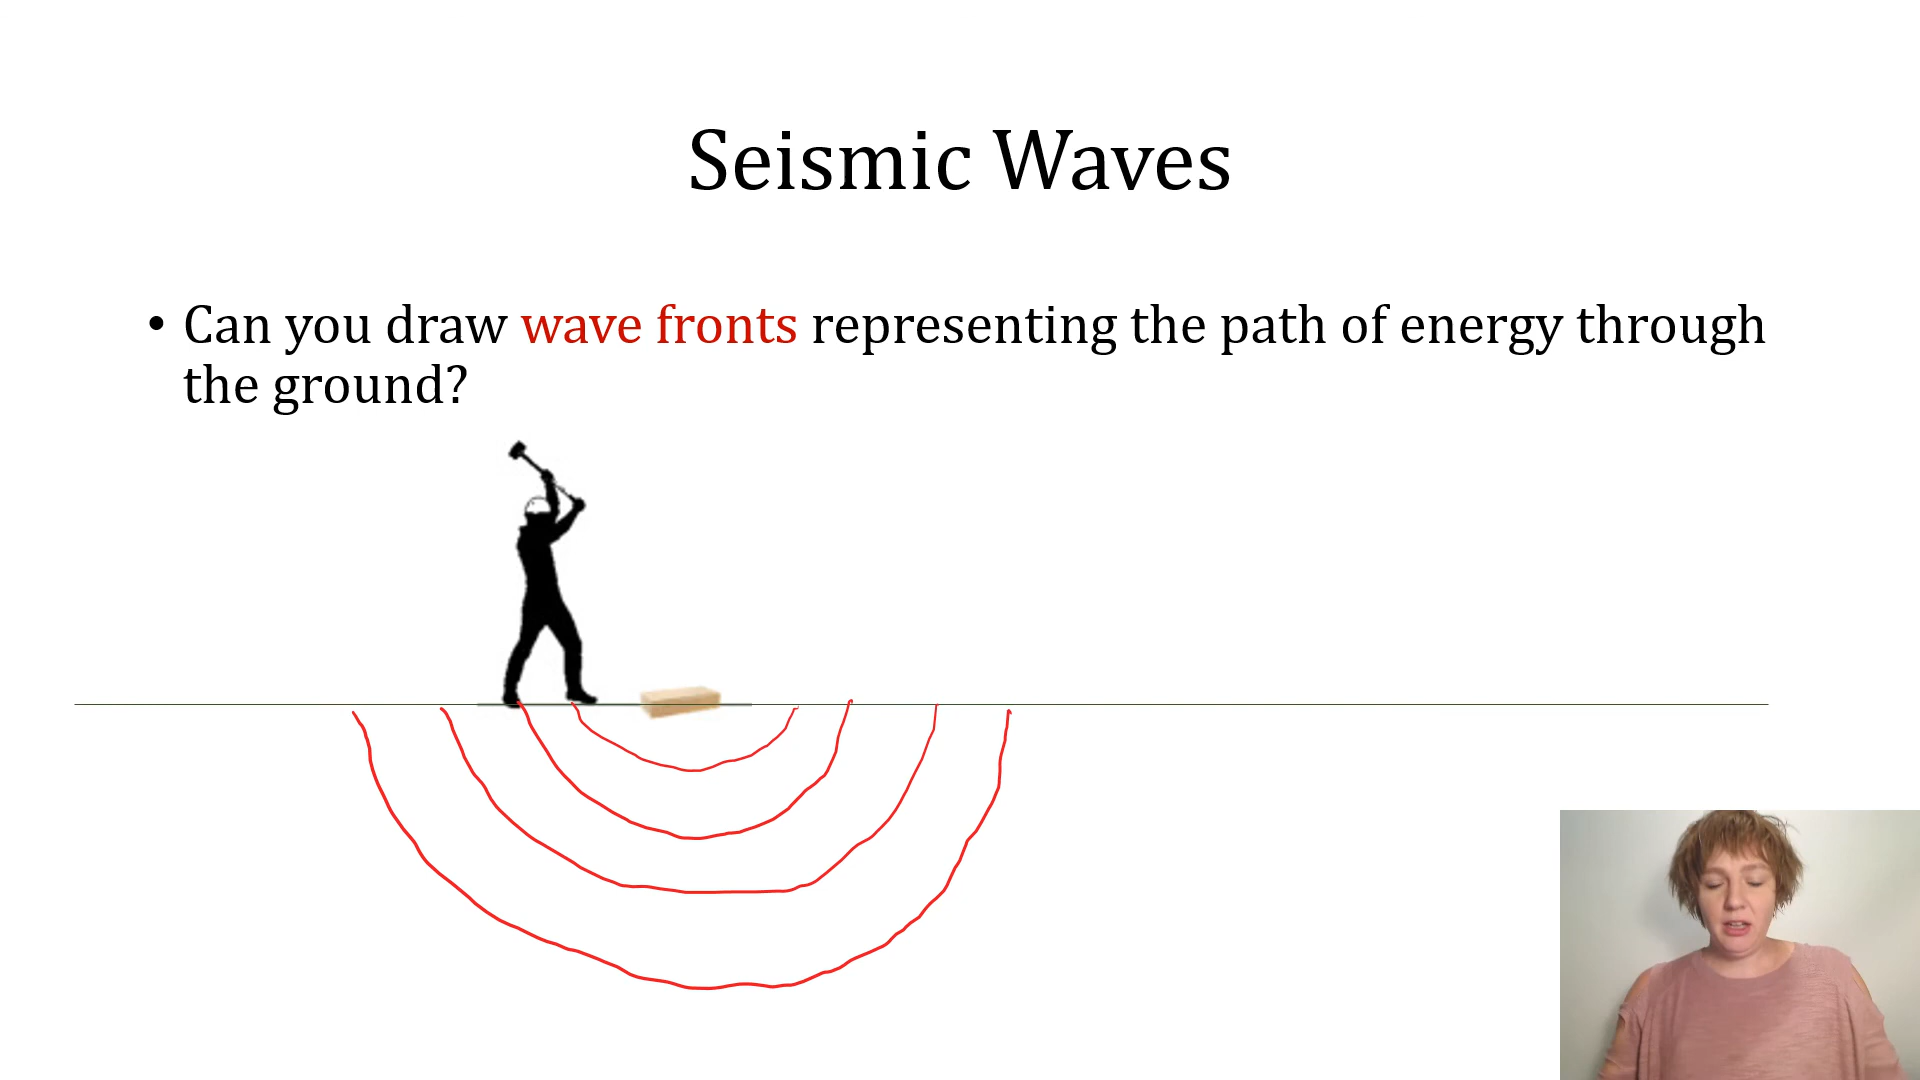 Seismic Waves
• Can you draw wave fronts representing the path of energy through
the ground?